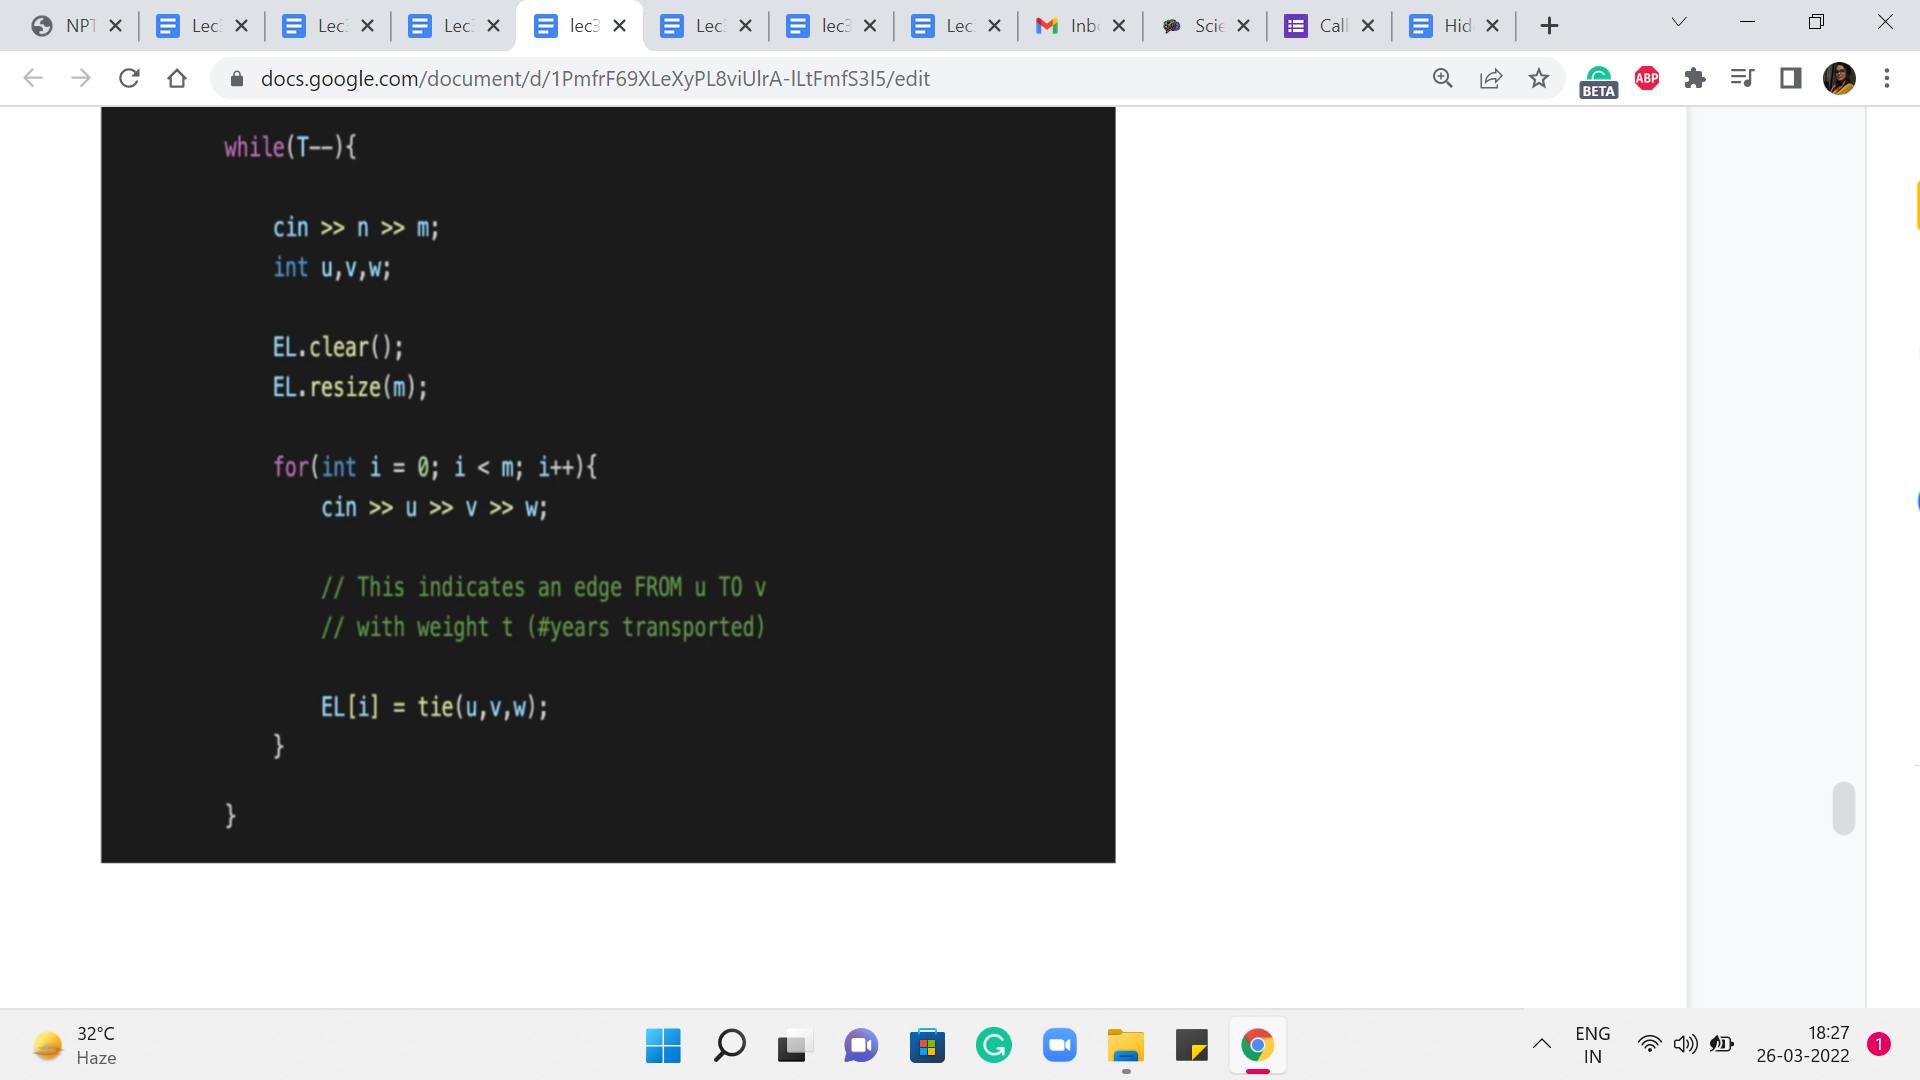 NPT
Lec
Lec
Lec
lec3
Lec
lec3
Lec
Inb
Scie
Call
Hid
docs.google.com/document/d/1PmfrF69XLeXyPL8viUlrA-lLtFmfS3l5/edit
BETA
ABP
while(T--){
cin >> n >> m;
int u,v,w;
EL.clear();
EL.resize(m);
for(int i = 0; i < m; i++){
cin >> u >> v >> w;
// This indicates an edge FROM u TO v
// with weight t (#years transported)
EL[i] = tie(u,v,w);
}
}
32°C
Haze
ENG
IN
18:27
26-03-2022
1